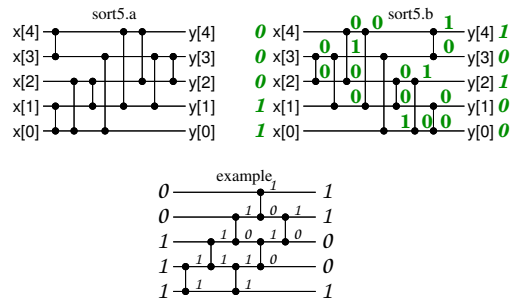 sort5.a
x[4] y[4]
x[3] y[3]
x[2] y[2]
x[1] y[1]
x[0] y[0]
sort5.b
0 x[4] 0 0 1 y[4] 1
0 x[3] 0 1 0 y[3] 0
0 x[2] 0 0 0 1 y[2] 1
1 x[1] 0 0 0 y[1] 0
1 x[0] 1 0 0 y[0] 0
example
0 1 1
0 1 0 1 1
1 1 0 1 0 0
1 1 1 1 0 0
1 1 1 1